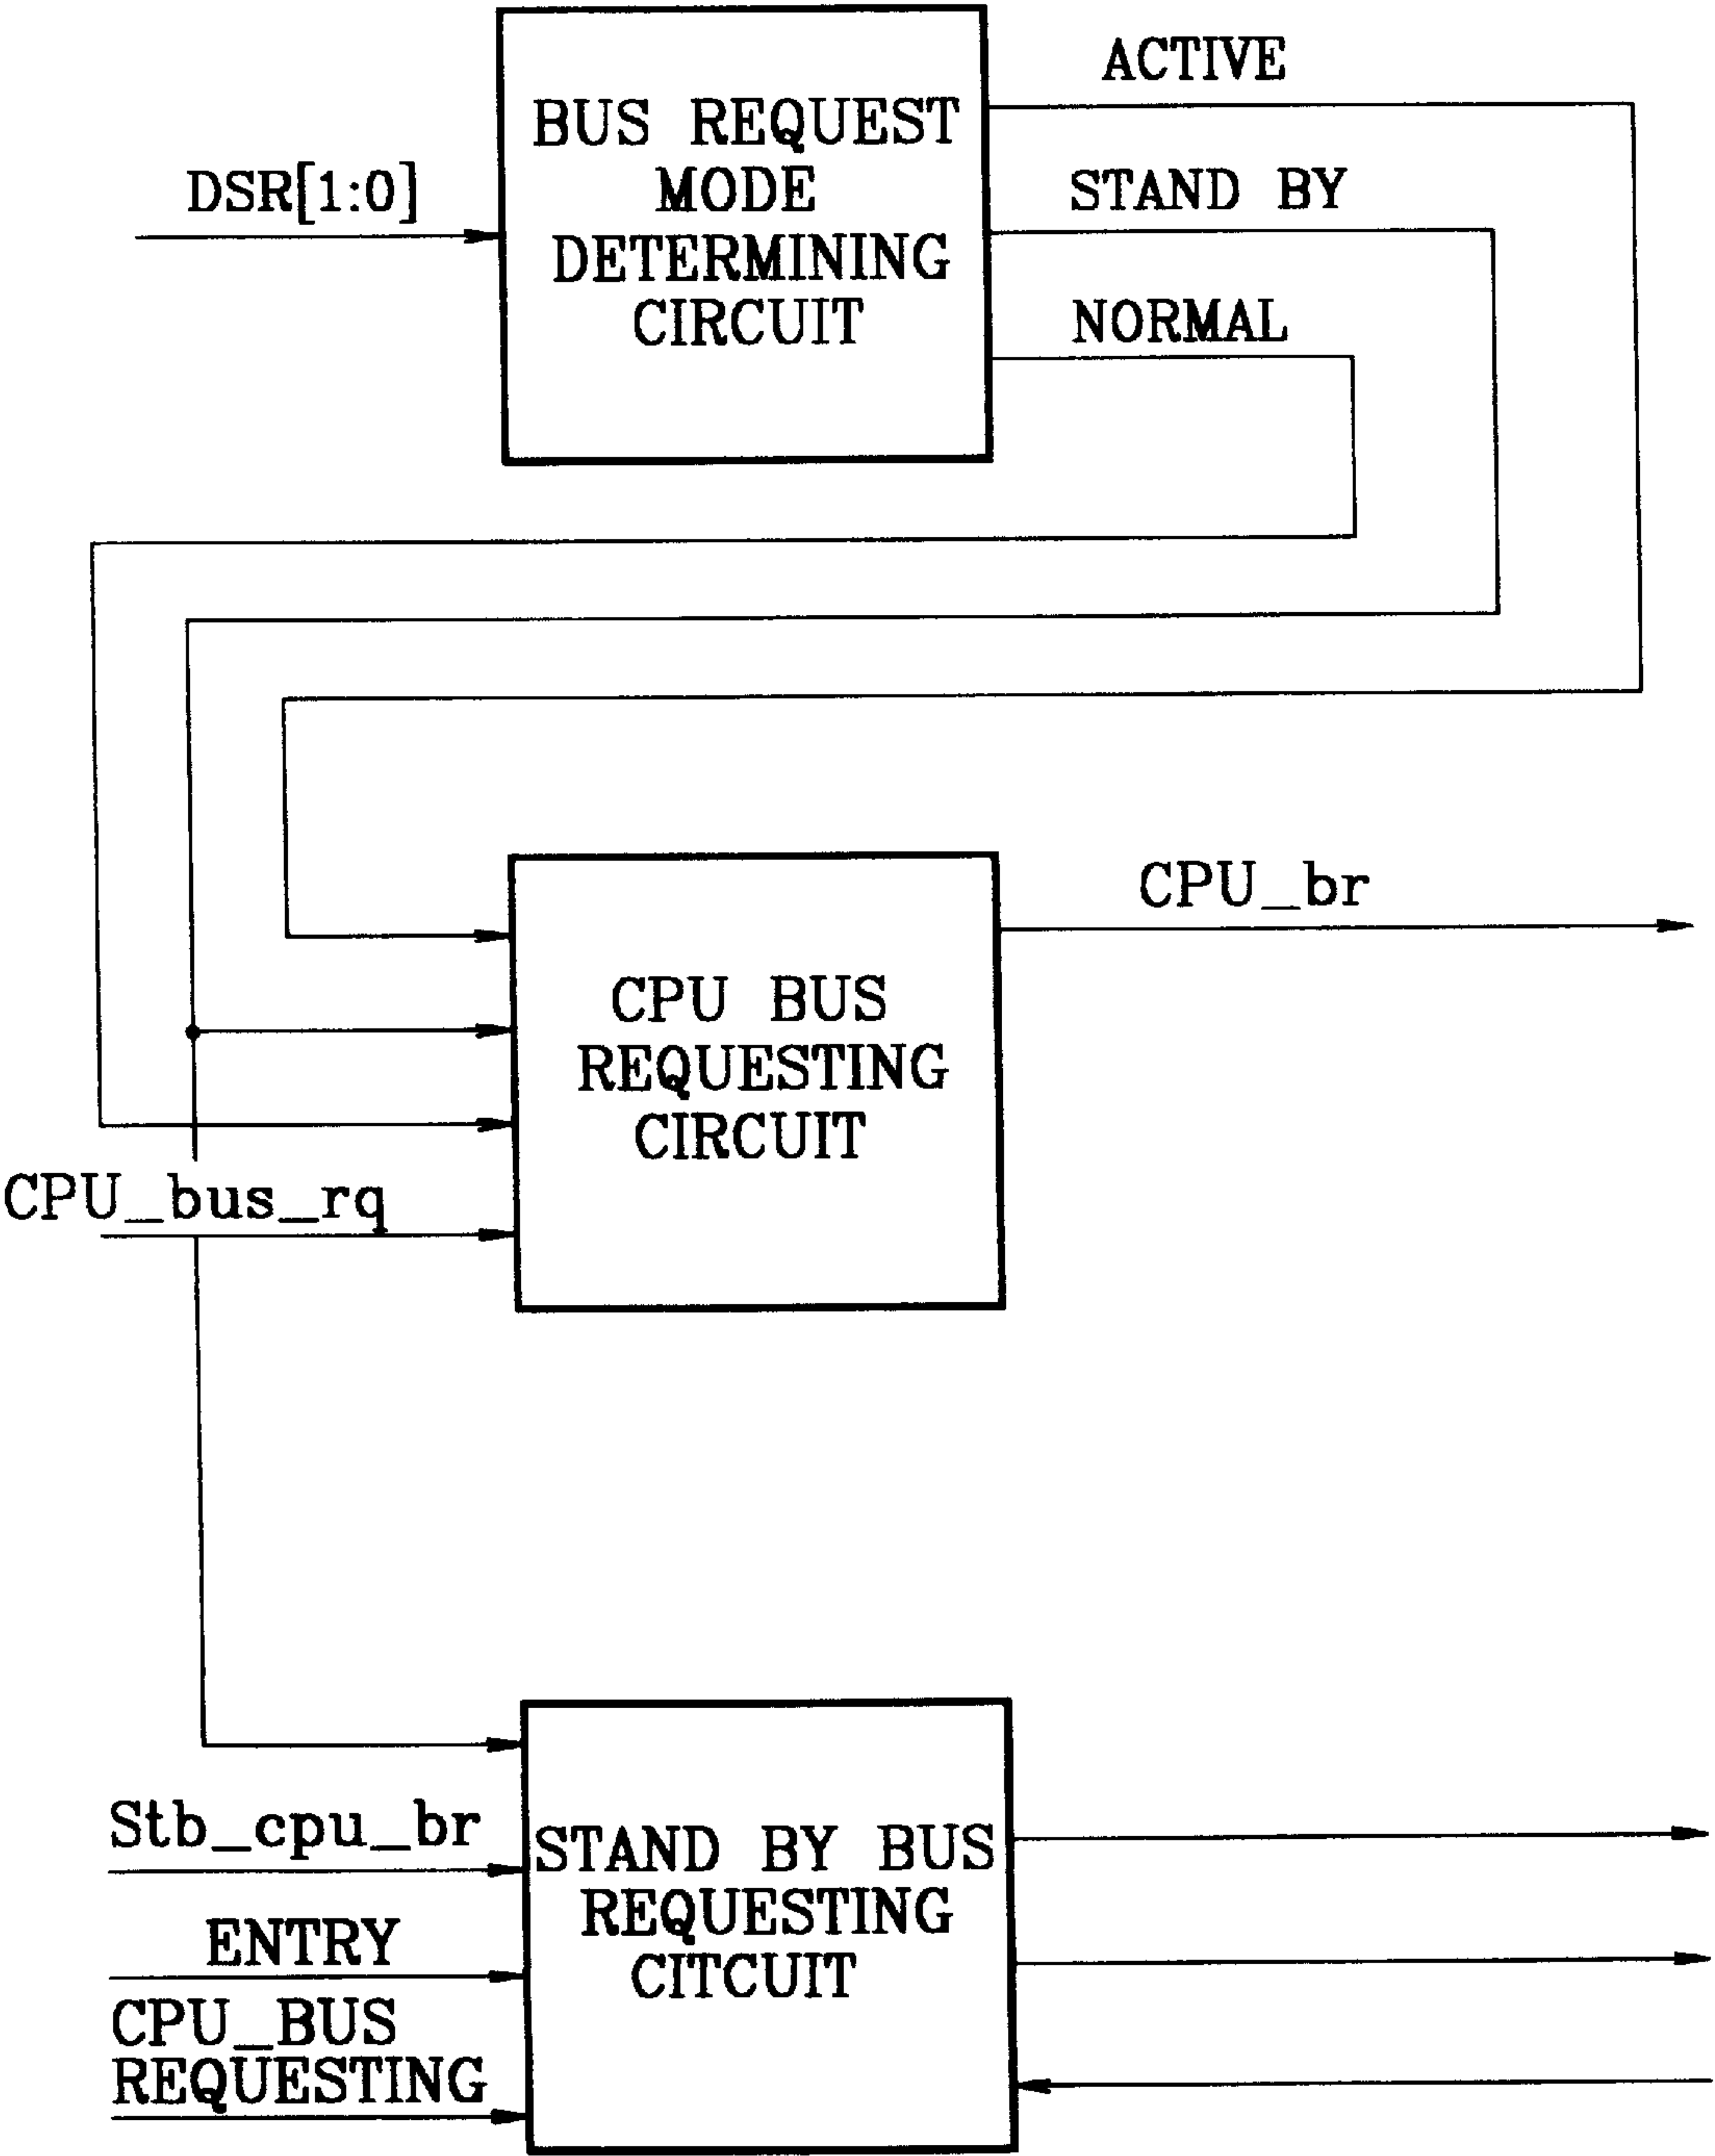 ACTIVE
BUS REQUEST
MODE
DETERMINING
CIRCUIT
DSR[1:0]
STAND BY
NORMAL
CPU_br
CPU BUS
REQUESTING
CIRCUIT
CPU_bus_rq
Stb_cpu_br
STAND BY BUS
REQUESTING
CITCUIT
ENTRY
CPU_BUS
REQUESTING